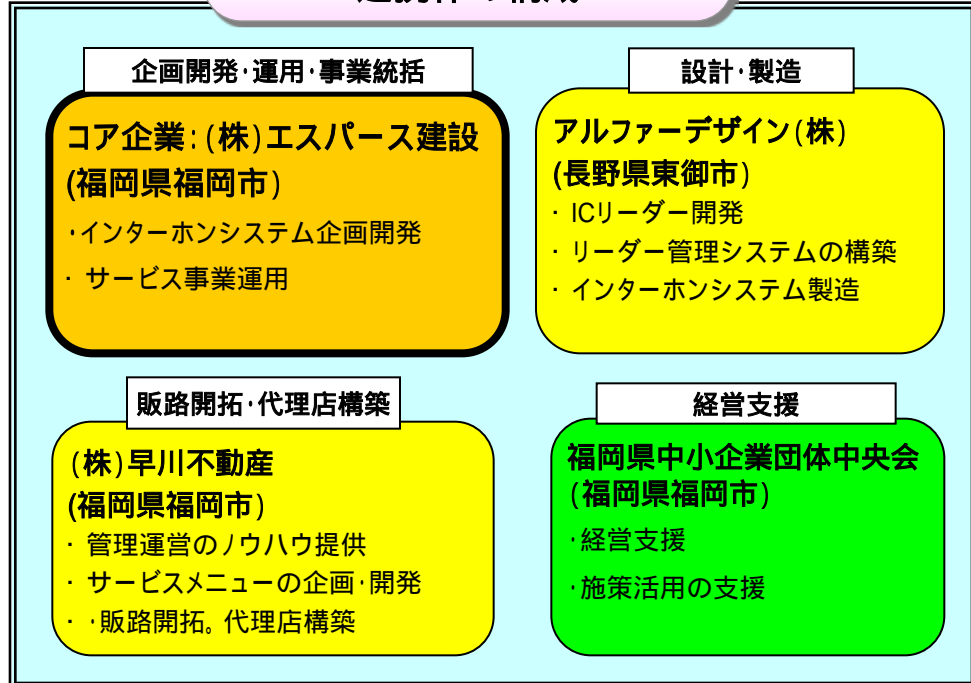 企画開発・運用・事業統括
コア企業:(株)エスパース建設
(福岡県福岡市)
・インターホンシステム企画開発
・ サービス事業運用
設計・製造
アルファーデザイン(株)
(長野県東御市)
・ ICリーダー開発
・ リーダー管理システムの構築
・ インターホンシステム製造
販路開拓・代理店構築
(株)早川不動産
(福岡県福岡市)
・ 管理運営のノウハウ提供
・ サービスメニューの企画・開発
・ ・販路開拓。代理店構築
経営支援
福岡県中小企業団体中央会
(福岡県福岡市)
・経営支援
・施策活用の支援